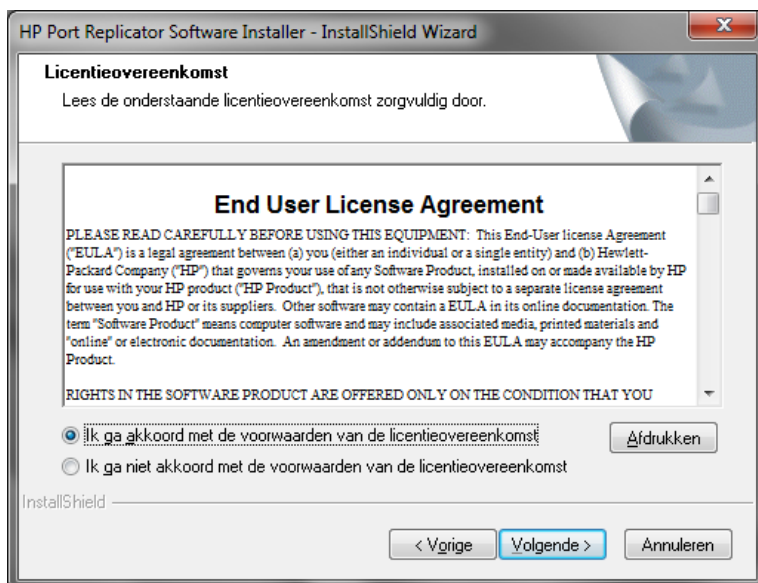 HP Port Replicator Software Installer - InstallShield Wizard
Licentieovereenkomst
Lees de onderstaande licentieovereenkomst zorgvuldig door.
End User License Agreement
PLEASE READ CAREFULLY BEFORE USING THIS EQUIPMENT: This End-User license Agreement
("EULA") is a legal agreement between (a) you (either an individual or a single entity) and (b) Hewlett-
Packard Company ("HP") that governs your use of any Software Product, installed on or made available by HP
for use with your HP product ("HP Product"), that is not otherwise subject to a separate license agreement
between you and HP or its suppliers. Other software may contain a EULA in its online documentation. The
term "Software Product" means computer software and may include associated media, printed materials and
"online" or electronic documentation. An amendment or addendum to this EULA may accompany the HP
Product.
RIGHTS IN THE SOFTWARE PRODUCT ARE OFFERED ONLY ON THE CONDITION THAT YOU
Ik ga akkoord met de voorwaarden van de licentieovereenkomst
Afdrukken
Ik ga niet akkoord met de voorwaarden van de licentieovereenkomst
InstallShield
< Vorige
Volgende >
Annuleren